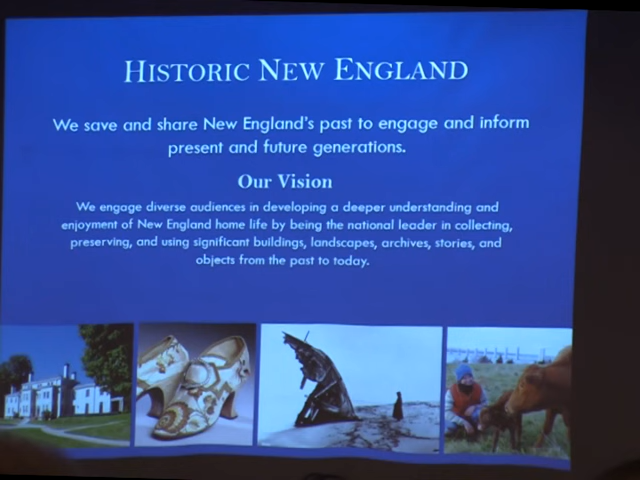 HISTORIC NEW ENGLAND
We save and share New England's past to engage and inform
present and future generations.
Our Vision
We engage diverse audiences in developing a deeper understanding and
enjoyment of New England home life by being the national leader in collecting,
preserving, and using significant buildings, landscapes, archives, stories, and
objects from the past to today.